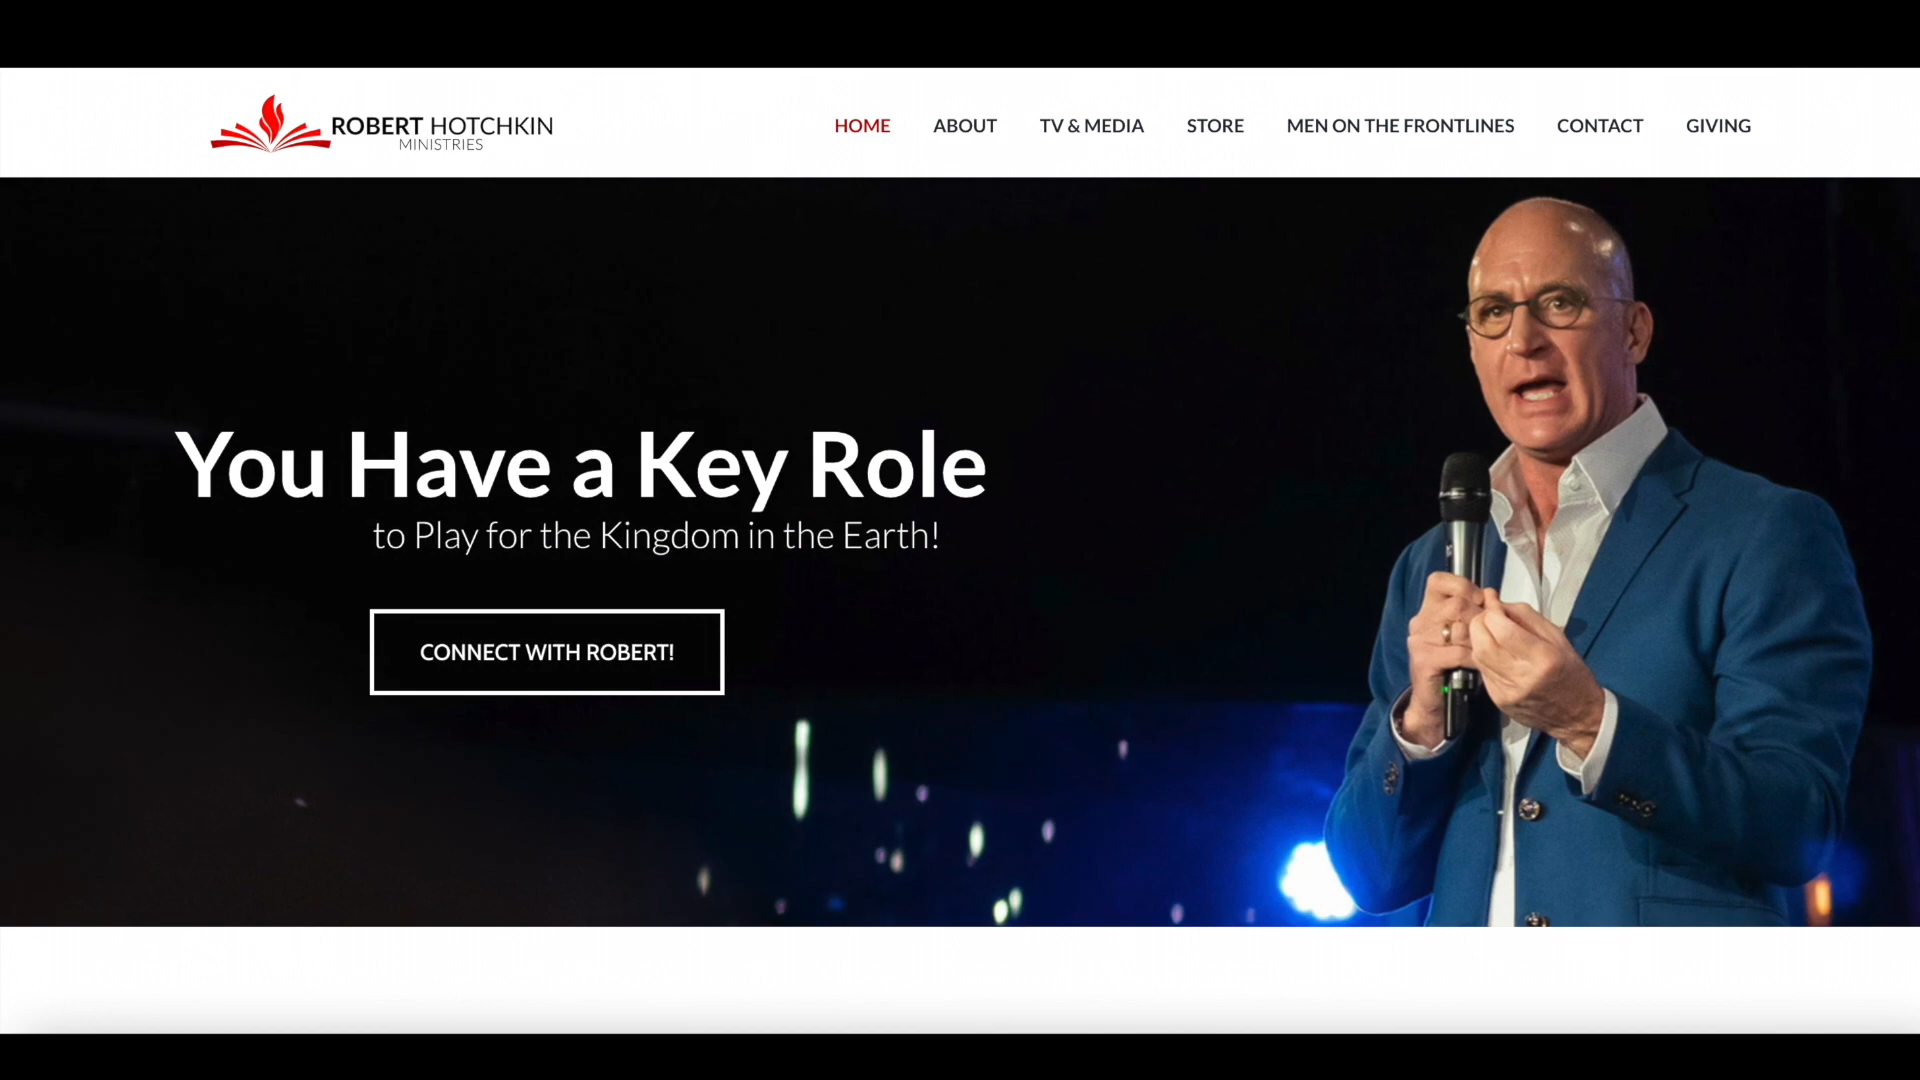 ROBERT HOTCHKIN
MINISTRIES
HOME ABOUT TV & MEDIA STORE MEN ON THE FRONTLINES CONTACT GIVING
You Have a Key Role
to Play for the Kingdom in the Earth!
CONNECT WITH ROBERT!